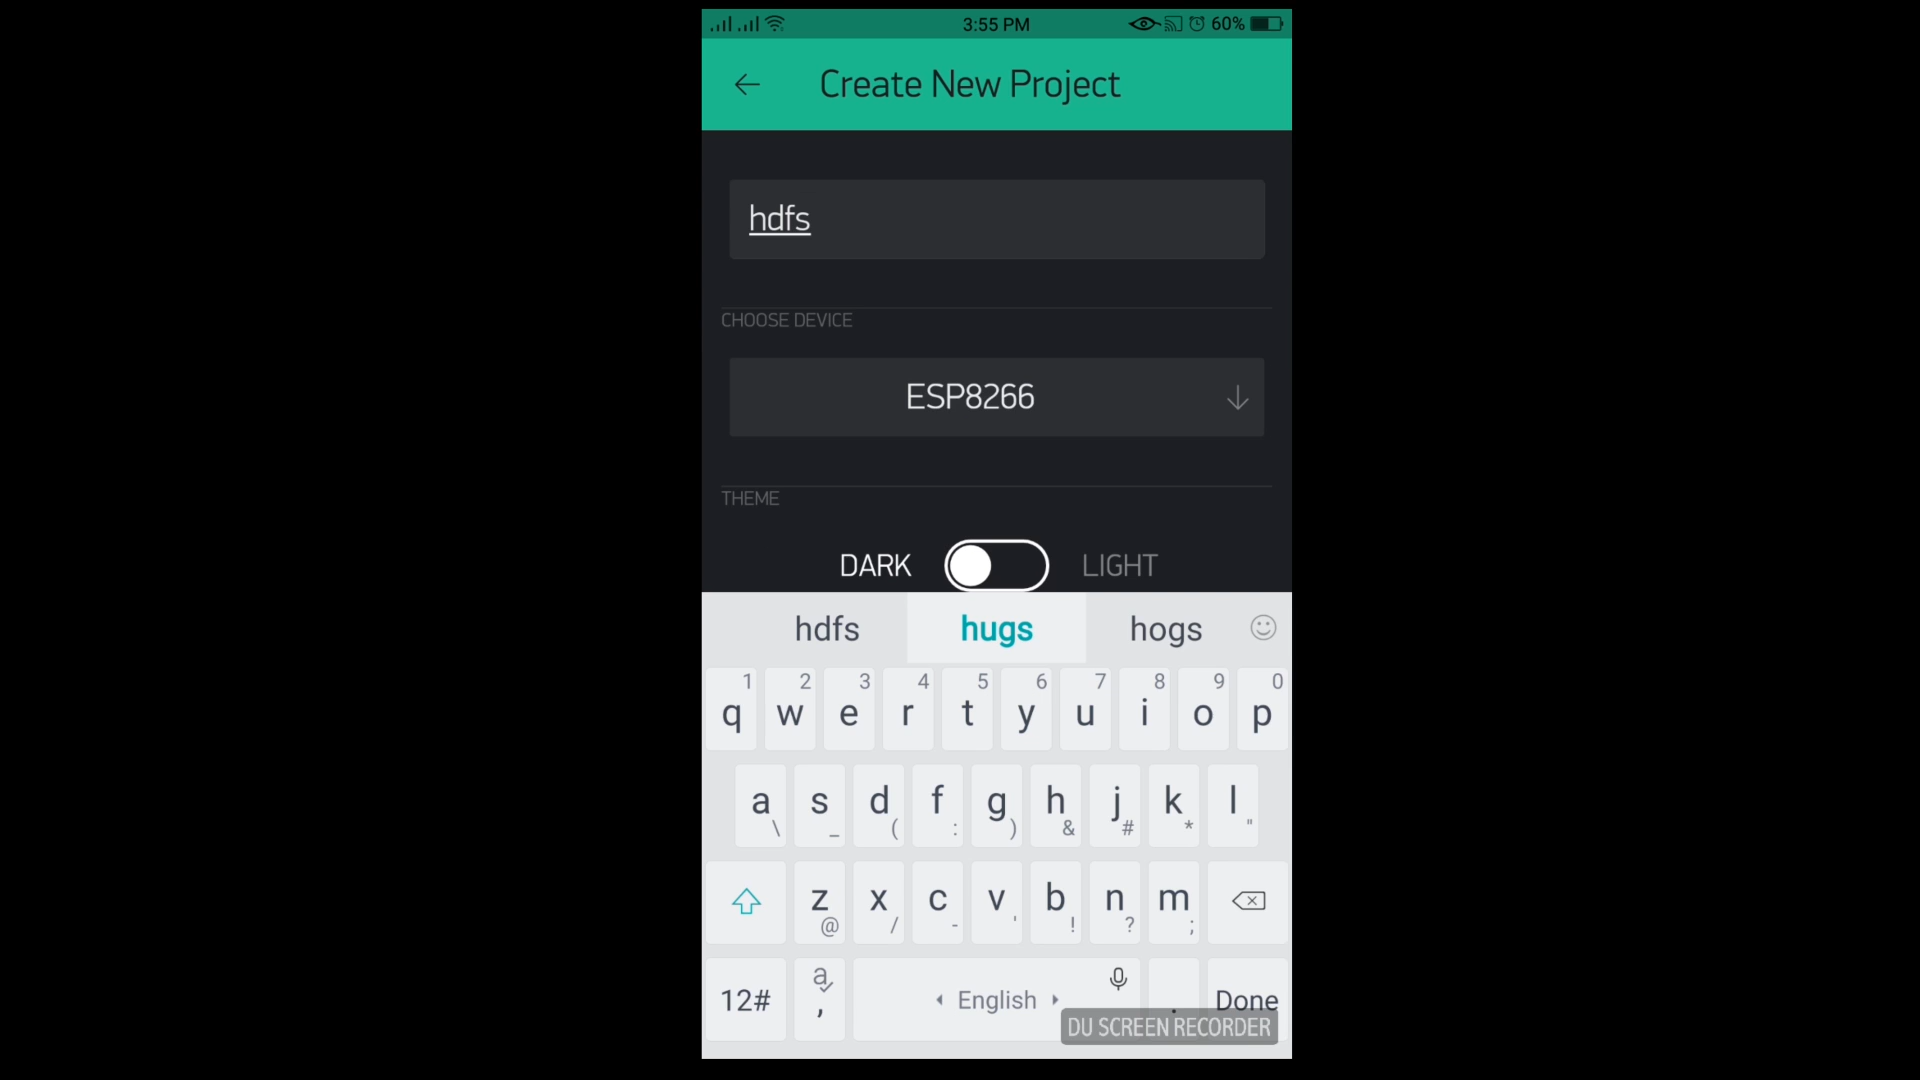 3:55 PM 60%
Create New Project
hdfs
CHOOSE DEVICE
ESP8266
THEME
DARK LIGHT
hdfs hugs hogs
1 2 3 4 5 6 7 8 9 0
q w e r t y u i o p
a s d f g h j k l
\ _ ( : ) & # * "
z x c v b n m
@ / - ' ! ? ;
12# a , English . Done
DU SCREEN RECORDER